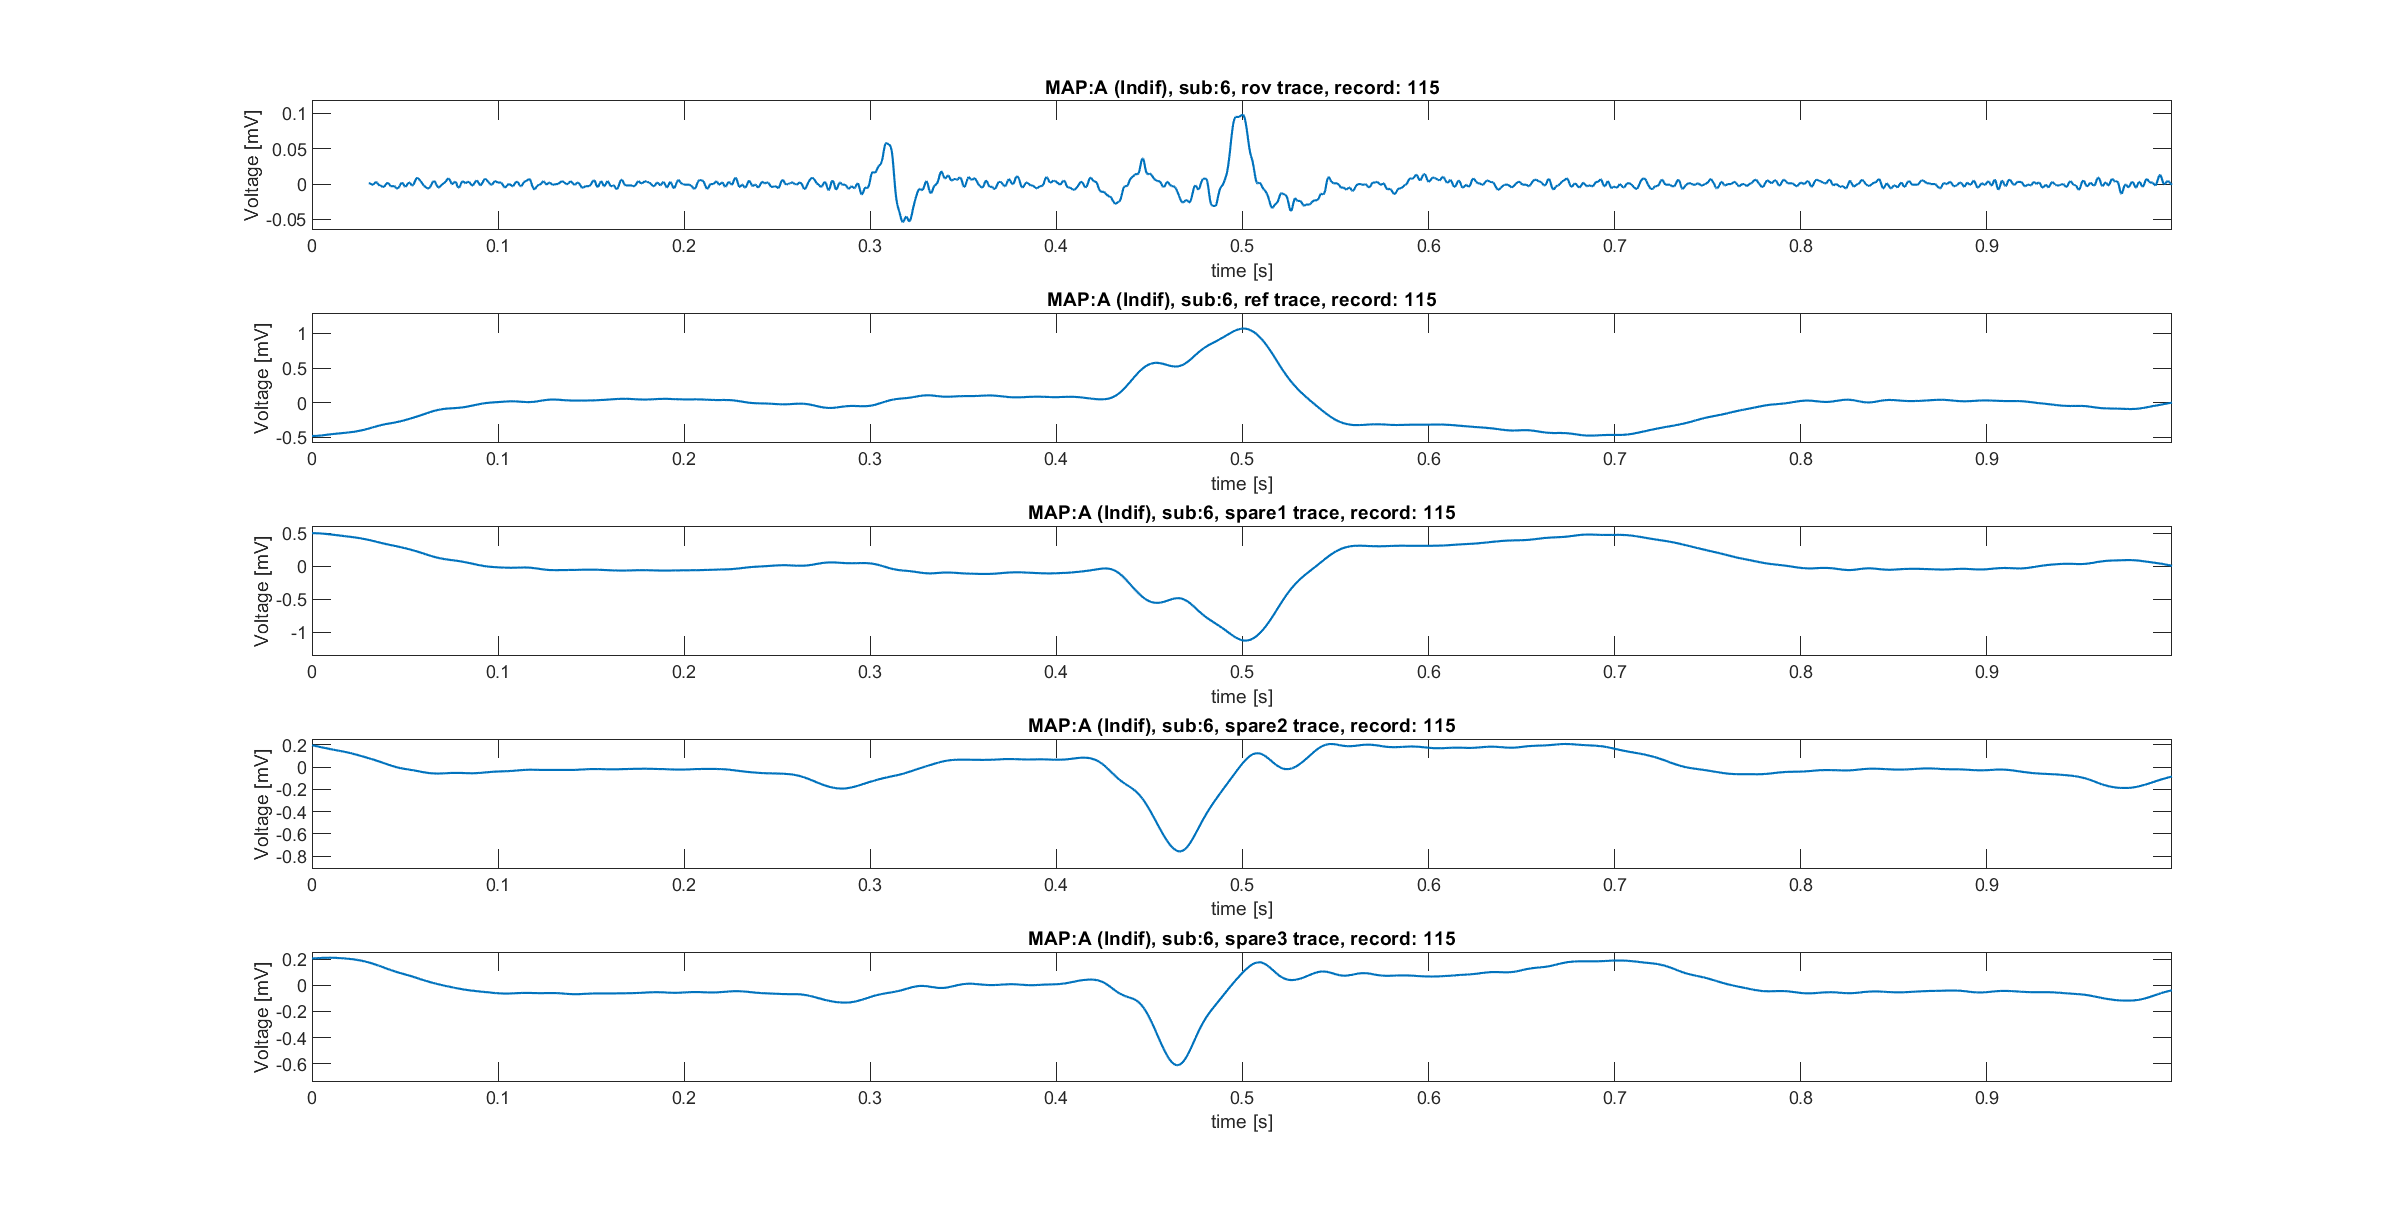 MAP:A (Indif), sub:6, rov trace, record: 115
Voltage [mV]
0.1
0.05
0
-0.05
0 0.1 0.2 0.3 0.4 0.5 0.6 0.7 0.8 0.9
time [s]
MAP:A (Indif), sub:6, ref trace, record: 115
Voltage [mV]
1
0.5
0
-0.5
0 0.1 0.2 0.3 0.4 0.5 0.6 0.7 0.8 0.9
time [s]
MAP:A (Indif), sub:6, spare1 trace, record: 115
Voltage [mV]
0.5
0
-0.5
-1
0 0.1 0.2 0.3 0.4 0.5 0.6 0.7 0.8 0.9
time [s]
MAP:A (Indif), sub:6, spare2 trace, record: 115
Voltage [mV]
0.2
0
-0.2
-0.4
-0.6
-0.8
0 0.1 0.2 0.3 0.4 0.5 0.6 0.7 0.8 0.9
time [s]
MAP:A (Indif), sub:6, spare3 trace, record: 115
Voltage [mV]
0.2
0
-0.2
-0.4
-0.6
0 0.1 0.2 0.3 0.4 0.5 0.6 0.7 0.8 0.9
time [s]